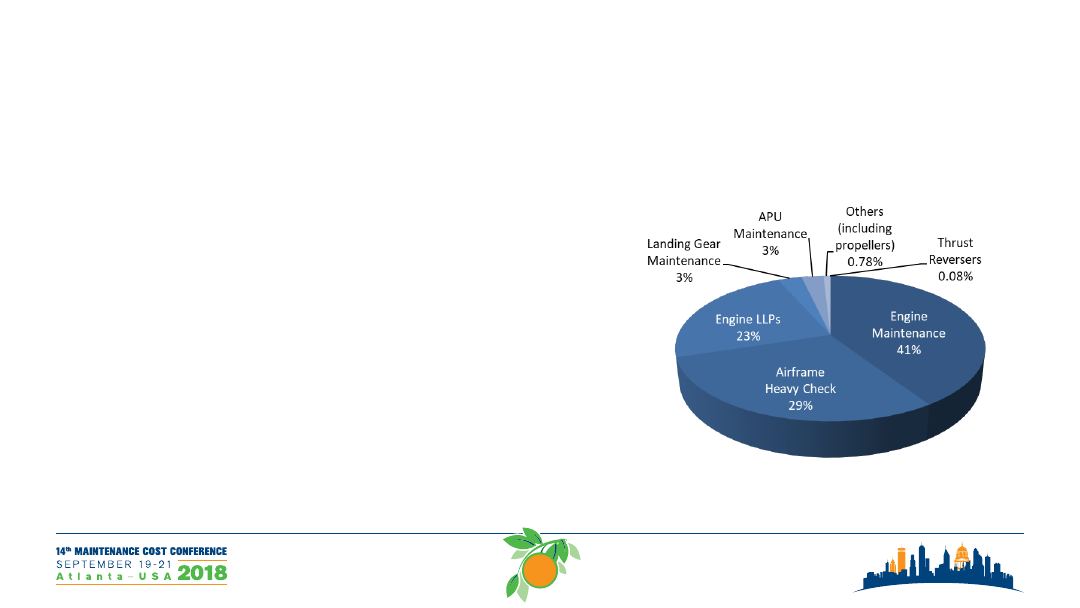 APU
Maintenance
3%
Others
(including
propellers)
0.78%
Landing Gear
Maintenance
3%
Thrust
Reversers
0.08%
Engine LLPs
23%
Engine
Maintenance
41%
Airframe
Heavy Check
29%
14th MAINTENANCE COST CONFERENCE
SEPTEMBER 19-21
Atlanta-USA 2018